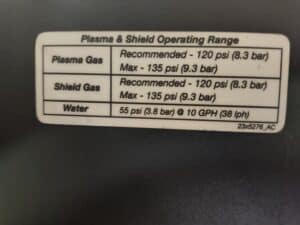 Plasma & Shield Operating Range
Plasma Gas
Recommended - 120 psi (8.3 bar)
Max - 135 psi (9.3 bar)
Shield Gas
Recommended - 120 psi (8.3 bar)
Max - 135 psi (9.3 bar)
Water
55 psi (3.8 bar) @ 10 GPH (38 lph)
23x5276_AC